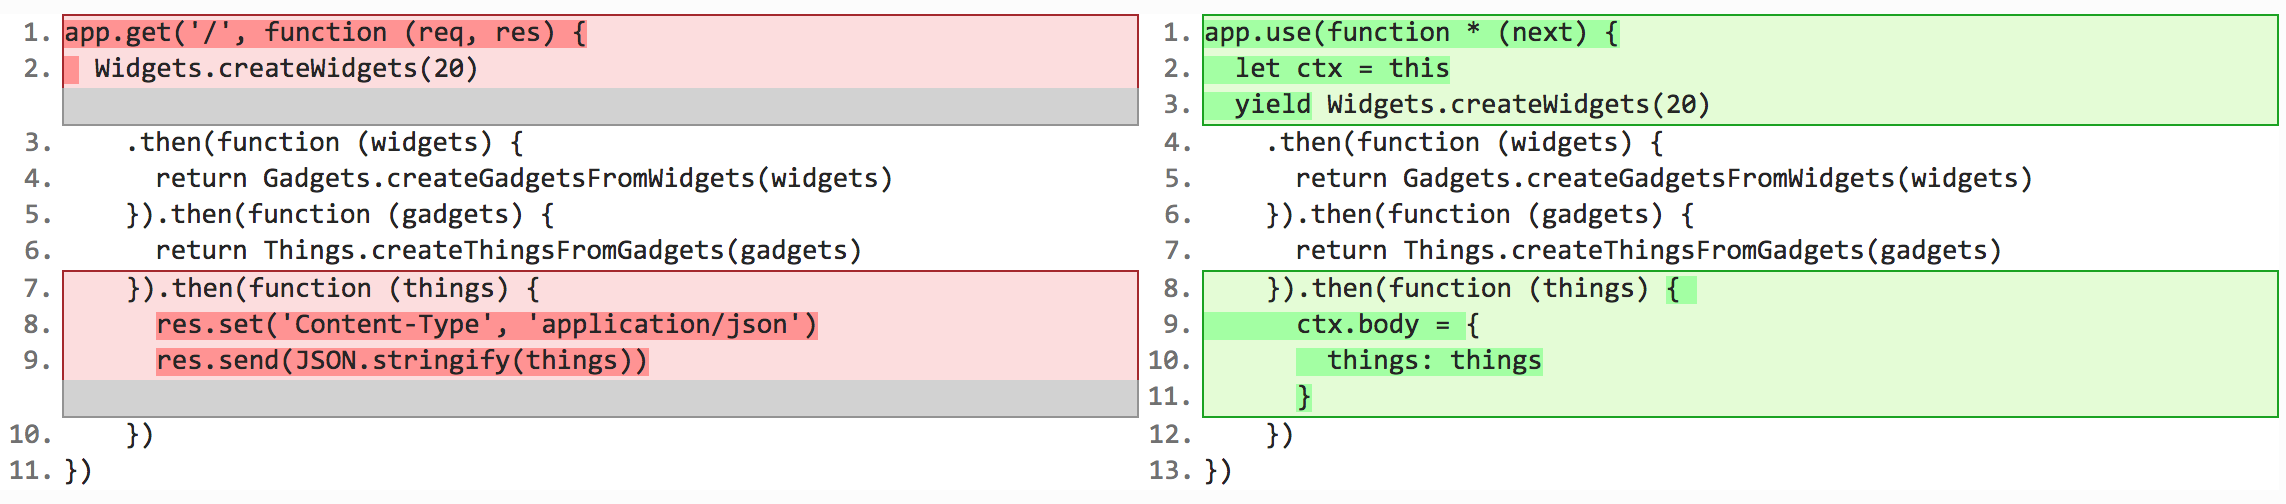 1. app.get('/', function (req, res) {
2.   Widgets.createWidgets(20)
3.     .then(function (widgets) {
4.       return Gadgets.createGadgetsFromWidgets(widgets)
5.     }).then(function (gadgets) {
6.       return Things.createThingsFromGadgets(gadgets)
7.     }).then(function (things) {
8.       res.set('Content-Type', 'application/json')
9.       res.send(JSON.stringify(things))
10.     })
11. })
1. app.use(function * (next) {
2.   let ctx = this
3.   yield Widgets.createWidgets(20)
4.     .then(function (widgets) {
5.       return Gadgets.createGadgetsFromWidgets(widgets)
6.     }).then(function (gadgets) {
7.       return Things.createThingsFromGadgets(gadgets)
8.     }).then(function (things) {
9.       ctx.body = {
10.         things: things
11.       }
12.     })
13. })